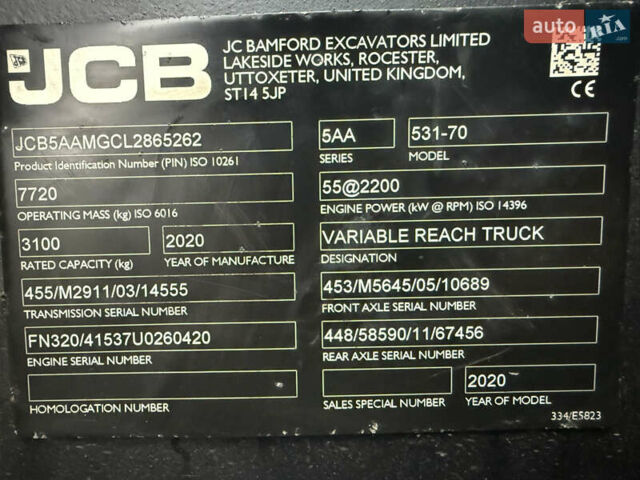 auto RIA
JCB
JC BAMFORD EXCAVATORS LIMITED
LAKESIDE WORKS, ROCESTER,
UTTOXETER, UNITED KINGDOM,
ST14 5JP
CE
JCB5AAMGCL2865262
Product Identification Number (PIN) ISO 10261
5AA
SERIES
531-70
MODEL
7720
OPERATING MASS (kg) ISO 6016
55@2200
ENGINE POWER (kW @ RPM) ISO 14396
3100
RATED CAPACITY (kg)
2020
YEAR OF MANUFACTURE
VARIABLE REACH TRUCK
DESIGNATION
455/M2911/03/14555
TRANSMISSION SERIAL NUMBER
453/M5645/05/10689
FRONT AXLE SERIAL NUMBER
FN320/41537U0260420
ENGINE SERIAL NUMBER
448/58590/11/67456
REAR AXLE SERIAL NUMBER
HOMOLOGATION NUMBER
SALES SPECIAL NUMBER
2020
YEAR OF MODEL
334/E5823